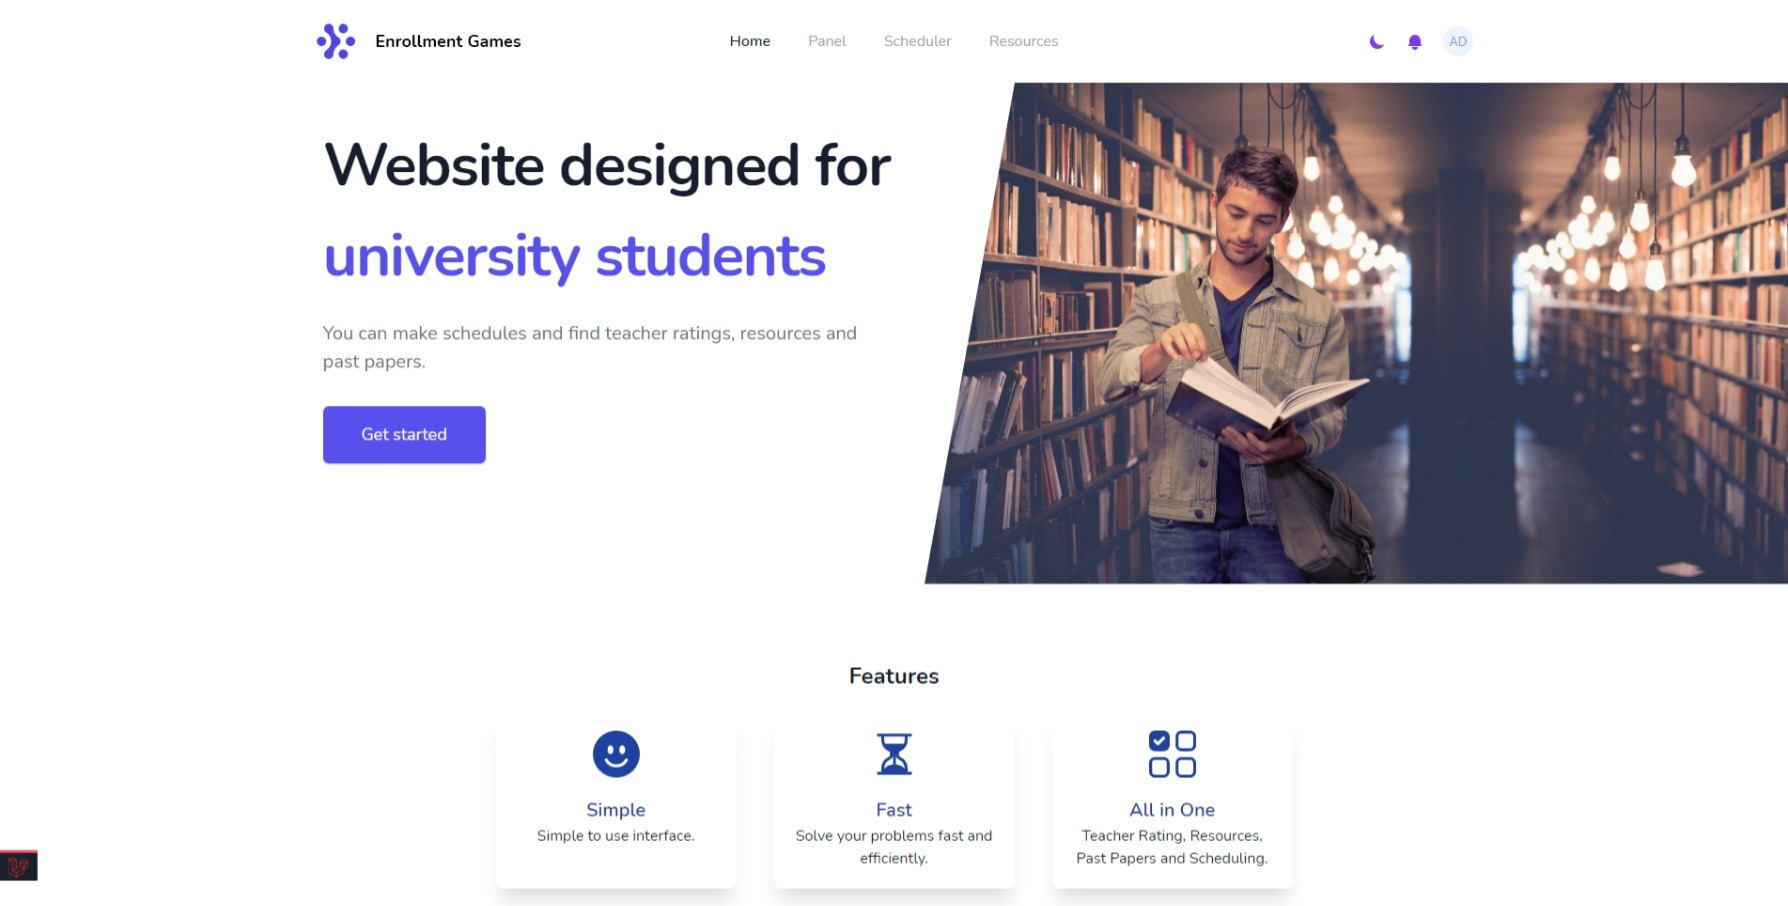 Enrollment Games
Home
Panel
Scheduler
Resources
AD
Website designed for
university students
You can make schedules and find teacher ratings, resources and
past papers.
Get started
Features
Simple
Simple to use interface.
Fast
Solve your problems fast and
efficiently.
All in One
Teacher Rating, Resources,
Past Papers and Scheduling.